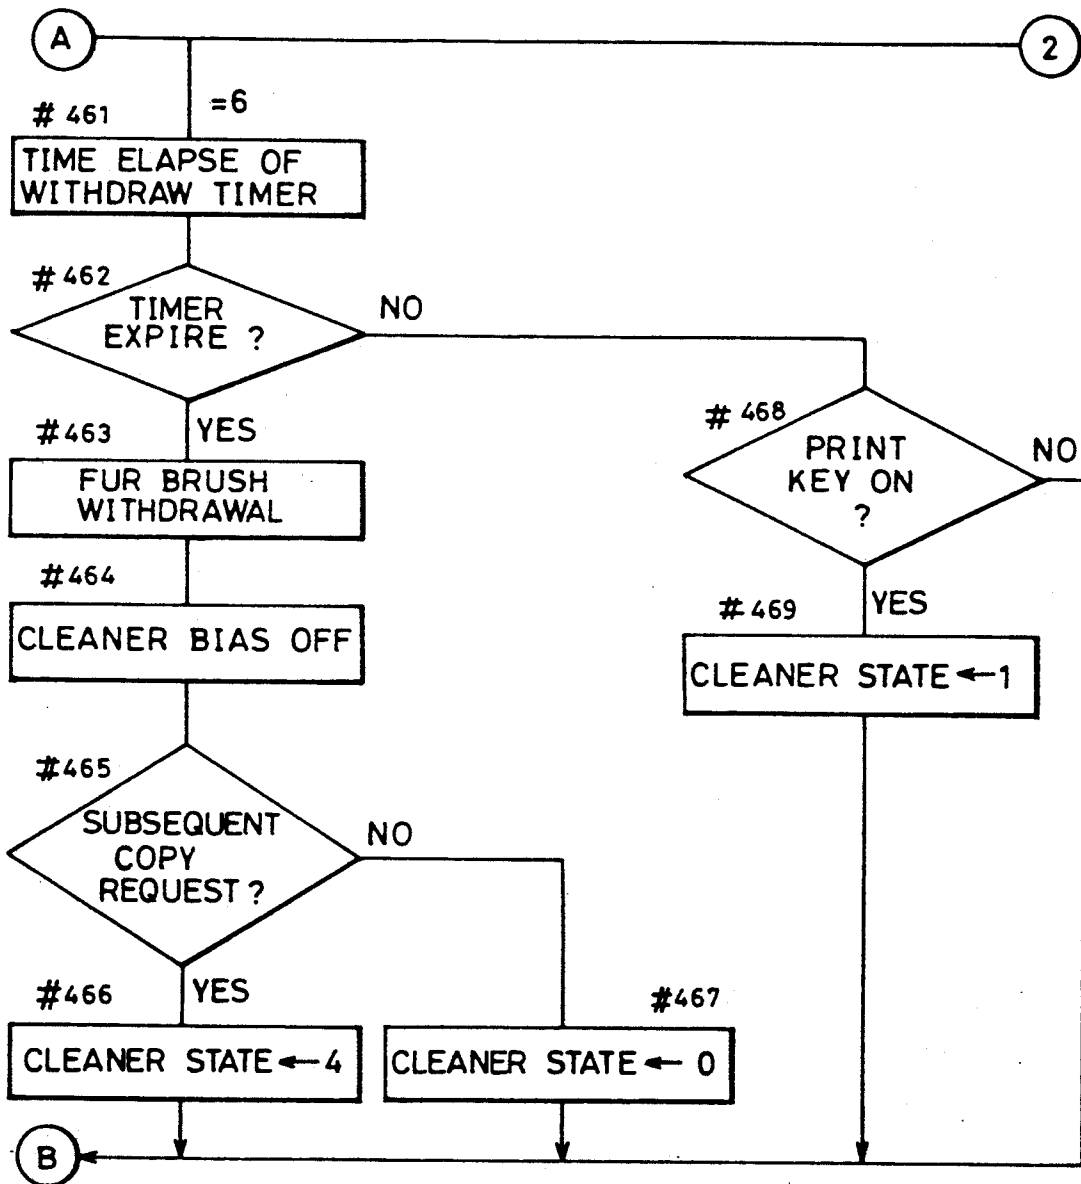 A
2
=6
# 461
TIME ELAPSE OF
WITHDRAW TIMER
# 462
TIMER
EXPIRE ?
NO
YES
#463
FUR BRUSH
WITHDRAWAL
#464
CLEANER BIAS OFF
#465
SUBSEQUENT
COPY
REQUEST ?
NO
YES
#466
CLEANER STATE ← 4
#467
CLEANER STATE ← 0
# 468
PRINT
KEY ON
?
NO
YES
#469
CLEANER STATE ← 1
B